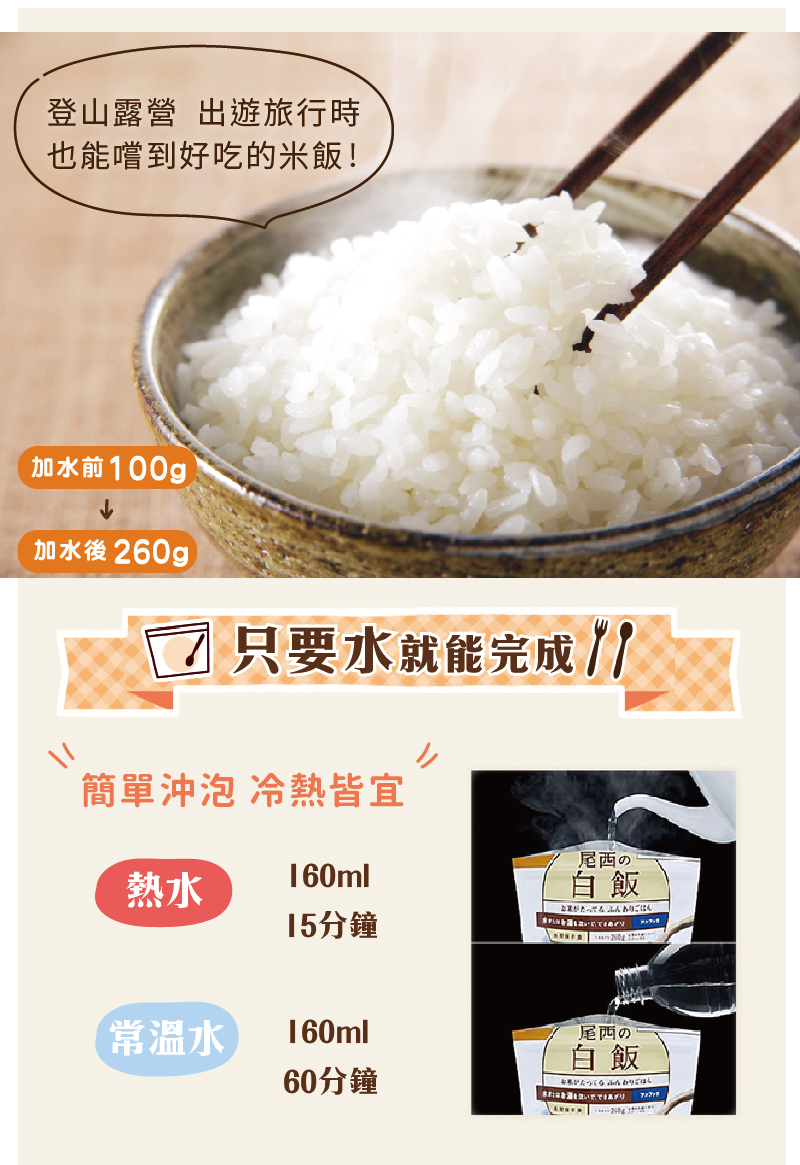 登山露營 出遊旅行時
也能嚐到好吃的米飯!
加水前100g
加水後260g
只要水就能完成
簡單沖泡 冷熱皆宜
熱水
160ml
15分鐘
常溫水
160ml
60分鐘
尾西の
白飯
260g
尾西の
白飯
260g